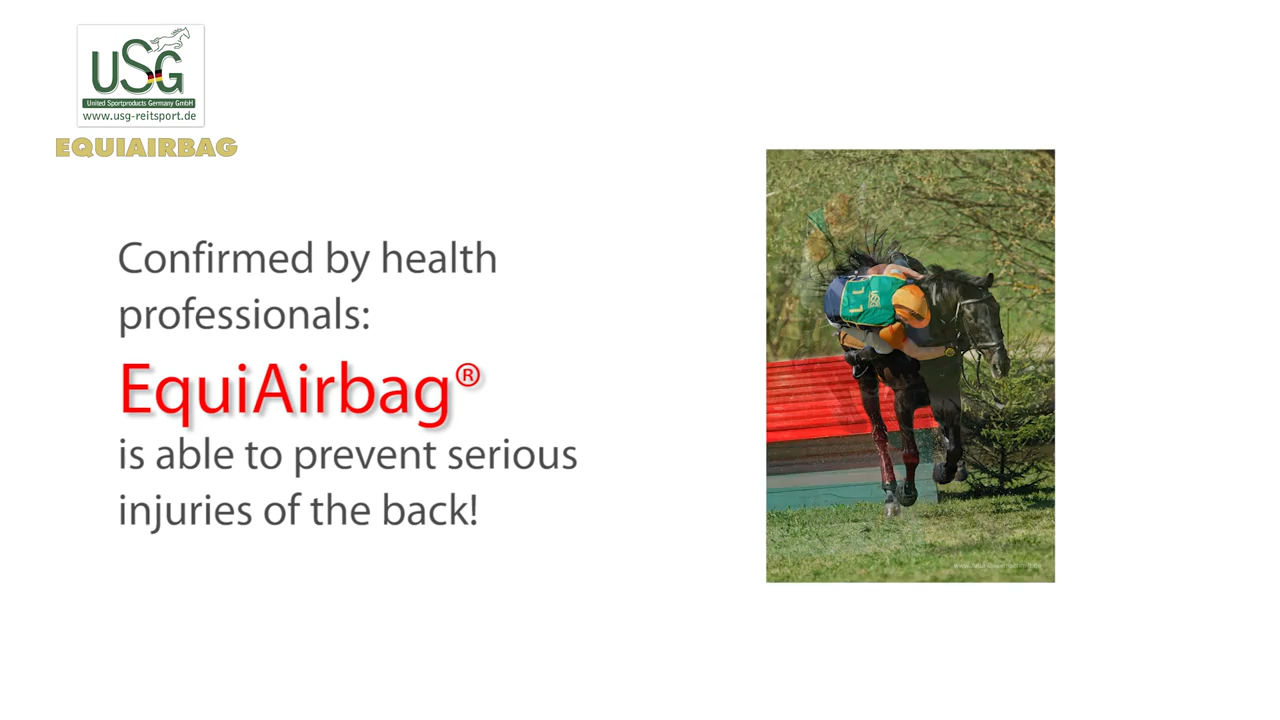 USG
United Sportproducts Germany GmbH
www.usg-reitsport.de
EQUIAIRBAG
Confirmed by health
professionals:
EquiAirbag®
is able to prevent serious
injuries of the back!
USG